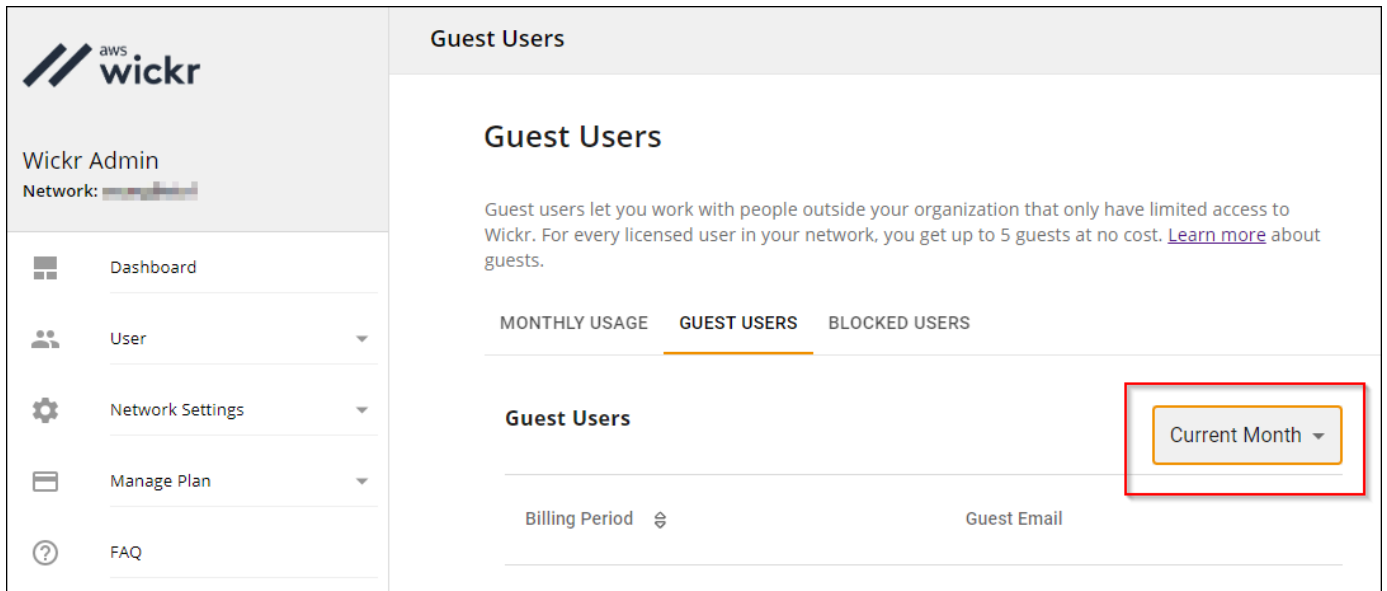 aws
wickr
Wickr Admin
Network:
Dashboard
User
Network Settings
Manage Plan
FAQ
Guest Users
Guest Users
Guest users let you work with people outside your organization that only have limited access to
Wickr. For every licensed user in your network, you get up to 5 guests at no cost. Learn more about
guests.
MONTHLY USAGE GUEST USERS BLOCKED USERS
Guest Users
Current Month
Billing Period Guest Email